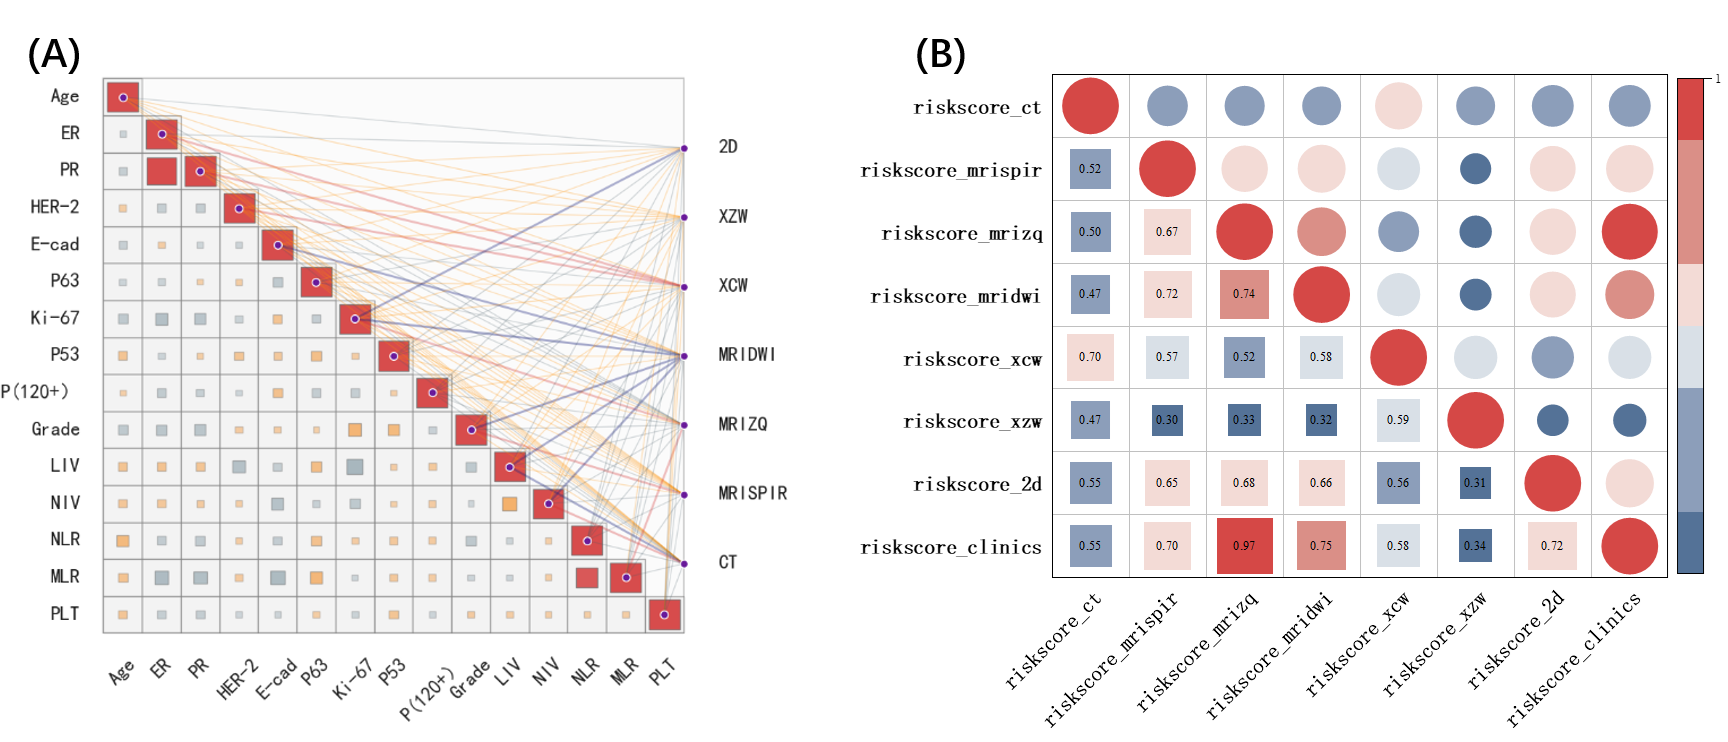 (A)
Age
ER
PR
HER-2
E-cad
P63
Ki-67
P53
P(120+)
Grade
LIV
NIV
NLR
MLR
PLT
2D
XZW
XCW
MRIDWI
MRIZQ
MRISPIR
CT
Age ER PR HER-2 E-cad P63 Ki-67 P53 P(120+) Grade LIV NIV NLR MLR PLT
(B)
1
riskscore_ct
riskscore_mrispir 0.52
riskscore_mrizq 0.50 0.67
riskscore_mridwi 0.47 0.72 0.74
riskscore_xcw 0.70 0.57 0.52 0.58
riskscore_xzw 0.47 0.30 0.33 0.32 0.59
riskscore_2d 0.55 0.65 0.68 0.66 0.56 0.31
riskscore_clinics 0.55 0.70 0.97 0.75 0.58 0.34 0.72
riskscore_ct riskscore_mrispir riskscore_mrizq riskscore_mridwi riskscore_xcw riskscore_xzw riskscore_2d riskscore_clinics